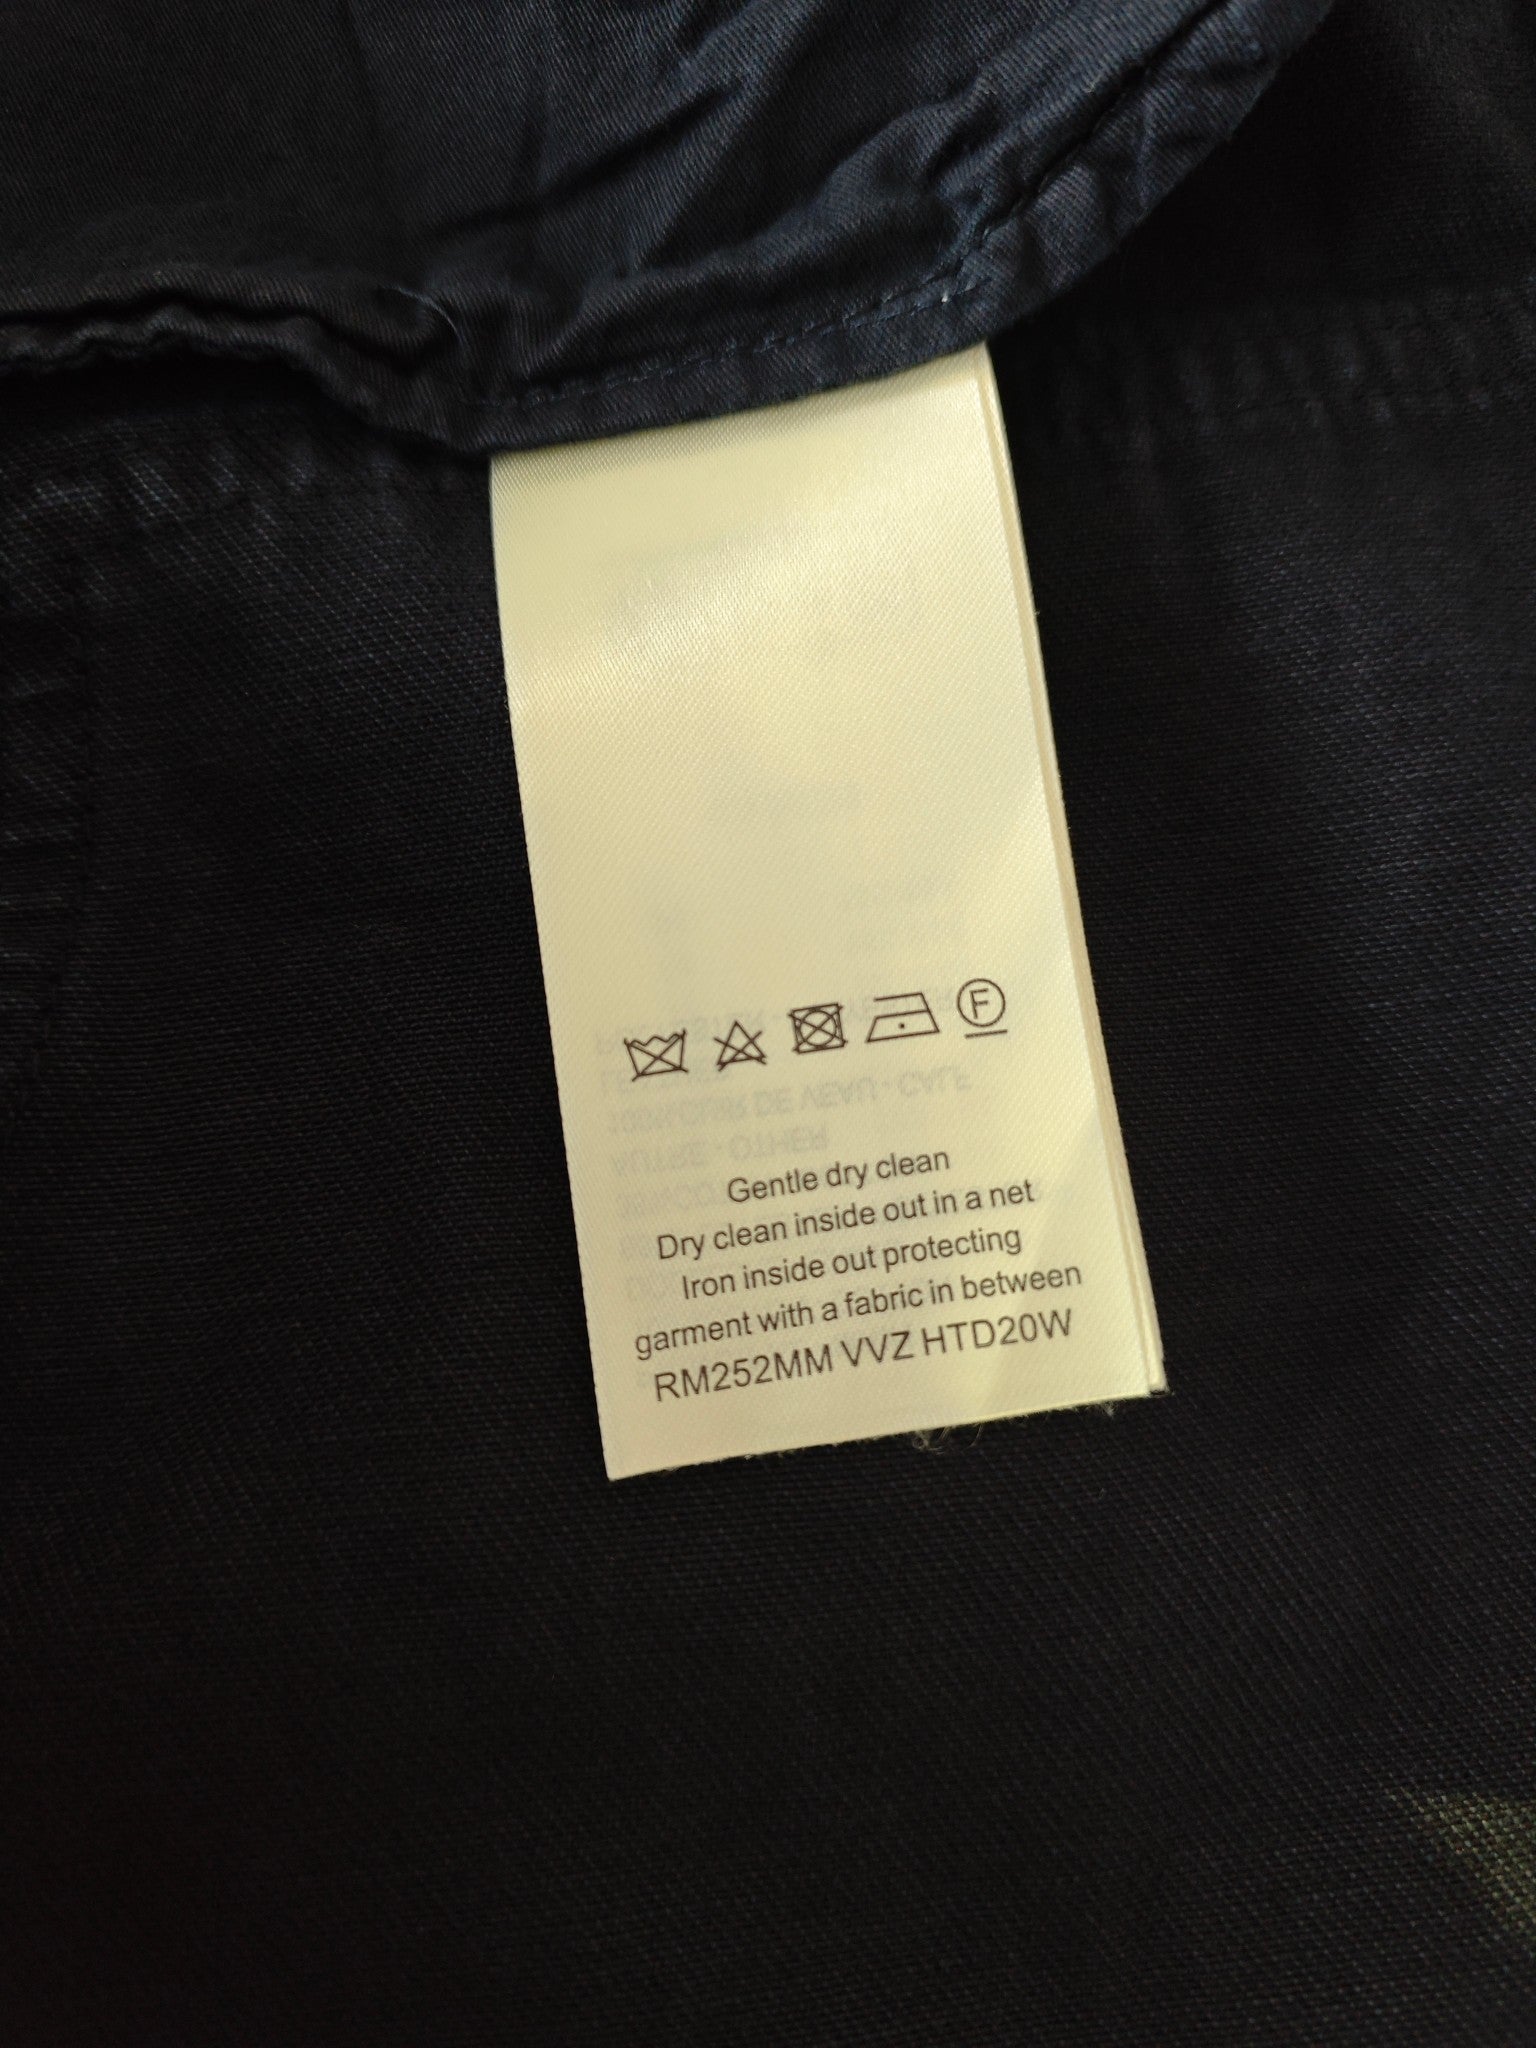 F
Gentle dry clean
Dry clean inside out in a net
Iron inside out protecting
garment with a fabric in between
RM252MM VVZ HTD20W